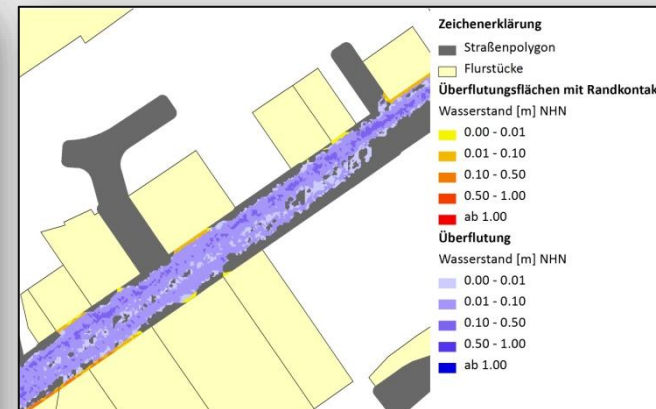 Zeichenerklärung
Straßenpolygon
Flurstücke
Überflutungsflächen mit Randkontak
Wasserstand [m] NHN
0.00 - 0.01
0.01 - 0.10
0.10 - 0.50
0.50 - 1.00
ab 1.00
Überflutung
Wasserstand [m] NHN
0.00 - 0.01
0.01 - 0.10
0.10 - 0.50
0.50 - 1.00
ab 1.00